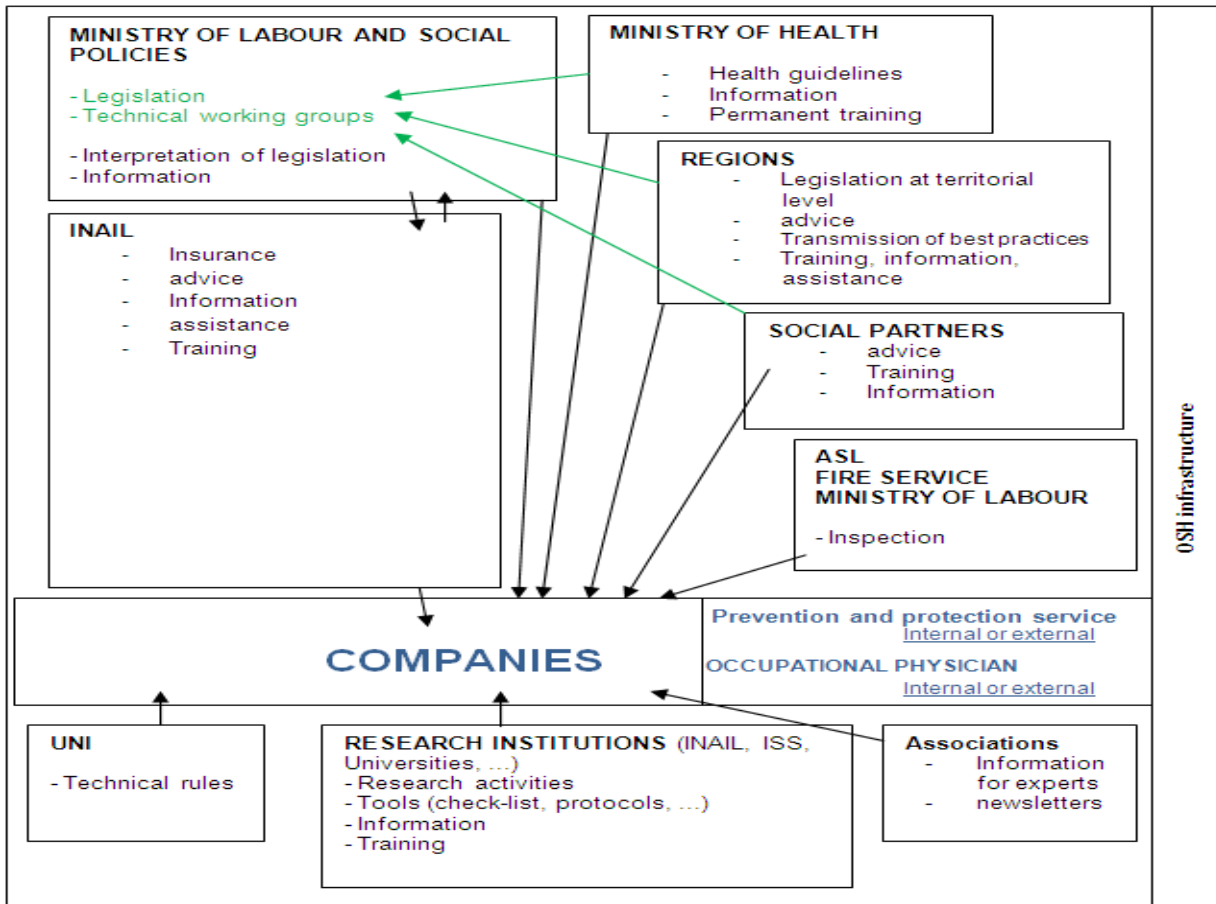 MINISTRY OF LABOUR AND SOCIAL
POLICIES
- Legislation
- Technical working groups
- Interpretation of legislation
- Information
MINISTRY OF HEALTH
- Health guidelines
- Information
- Permanent training
REGIONS
- Legislation at territorial
level
- advice
- Transmission of best practices
- Training, information,
assistance
INAIL
- Insurance
- advice
- Information
- assistance
- Training
SOCIAL PARTNERS
- advice
- Training
- Information
ASL
FIRE SERVICE
MINISTRY OF LABOUR
- Inspection
OSH infrastructure
COMPANIES
Prevention and protection service
Internal or external
OCCUPATIONAL PHYSICIAN
Internal or external
UNI
- Technical rules
RESEARCH INSTITUTIONS (INAIL, ISS,
Universities, ...)
- Research activities
- Tools (check-list, protocols, ...)
- Information
- Training
Associations
- Information
for experts
- newsletters